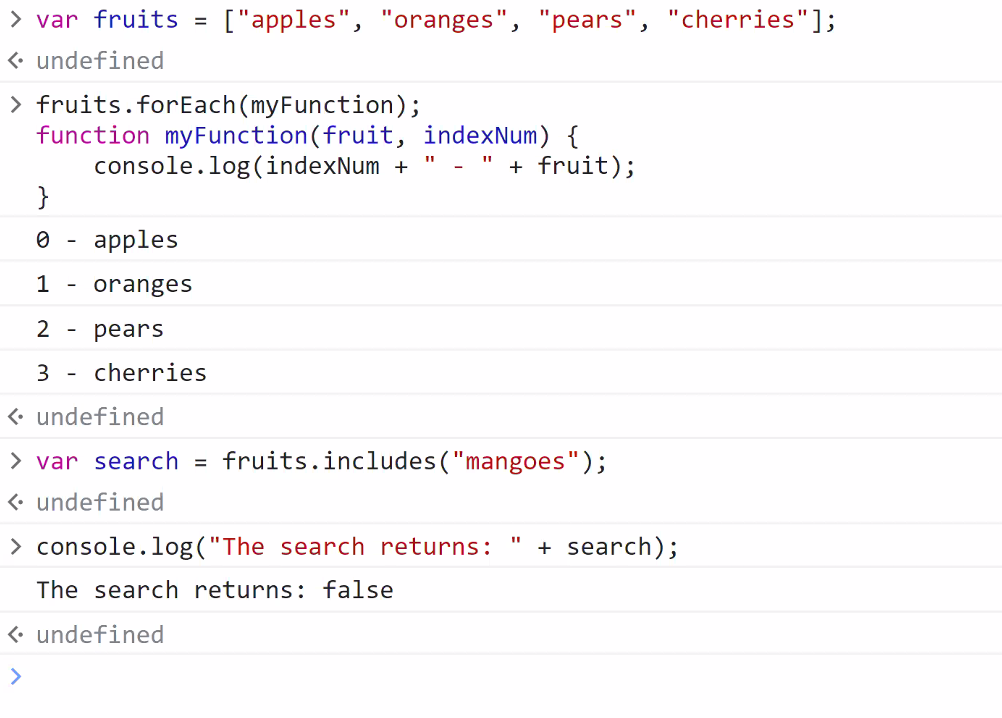 > var fruits = ["apples", "oranges", "pears", "cherries"];
undefined
> fruits.forEach(myFunction);
function myFunction(fruit, indexNum) {
    console.log(indexNum + " - " + fruit);
}
0 - apples
1 - oranges
2 - pears
3 - cherries
undefined
> var search = fruits.includes("mangoes");
undefined
> console.log("The search returns: " + search);
The search returns: false
undefined
>